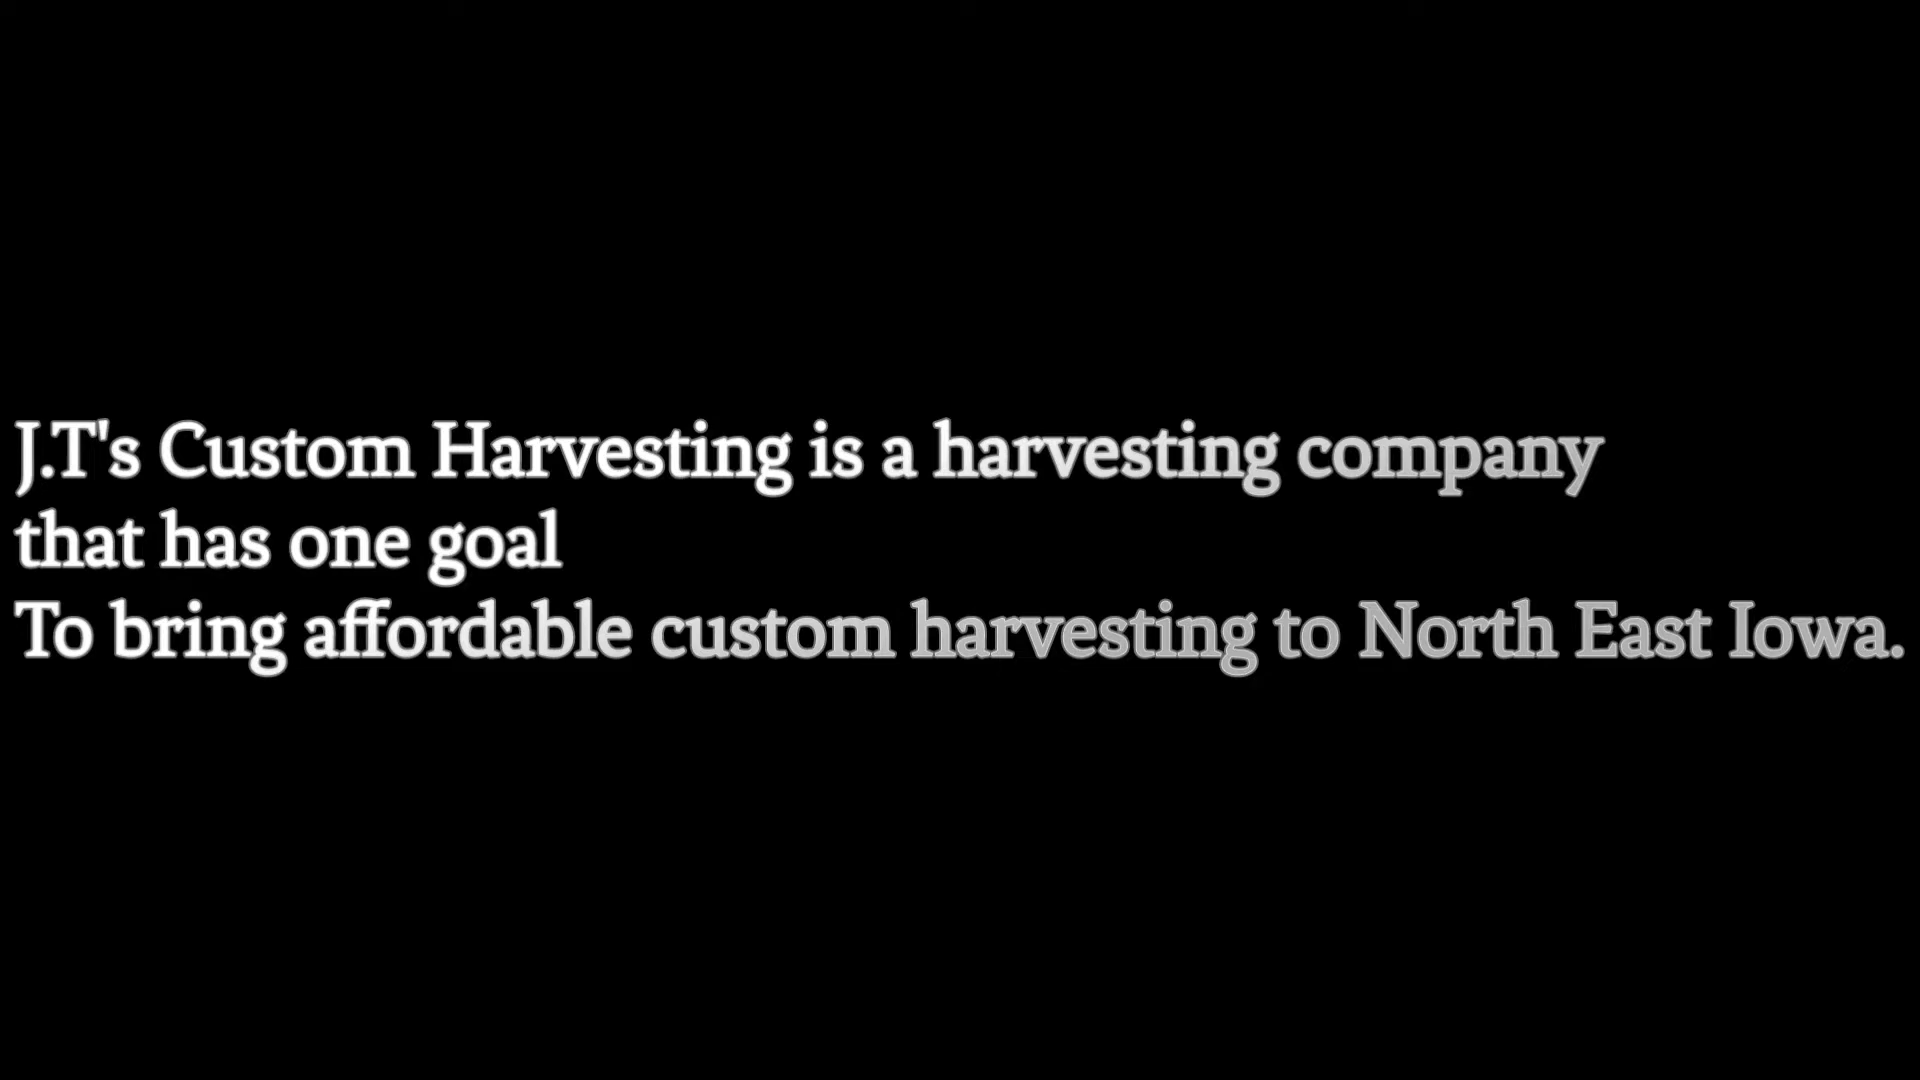 J.T's Custom Harvesting is a harvesting company
that has one goal
To bring affordable custom harvesting to North East Iowa.